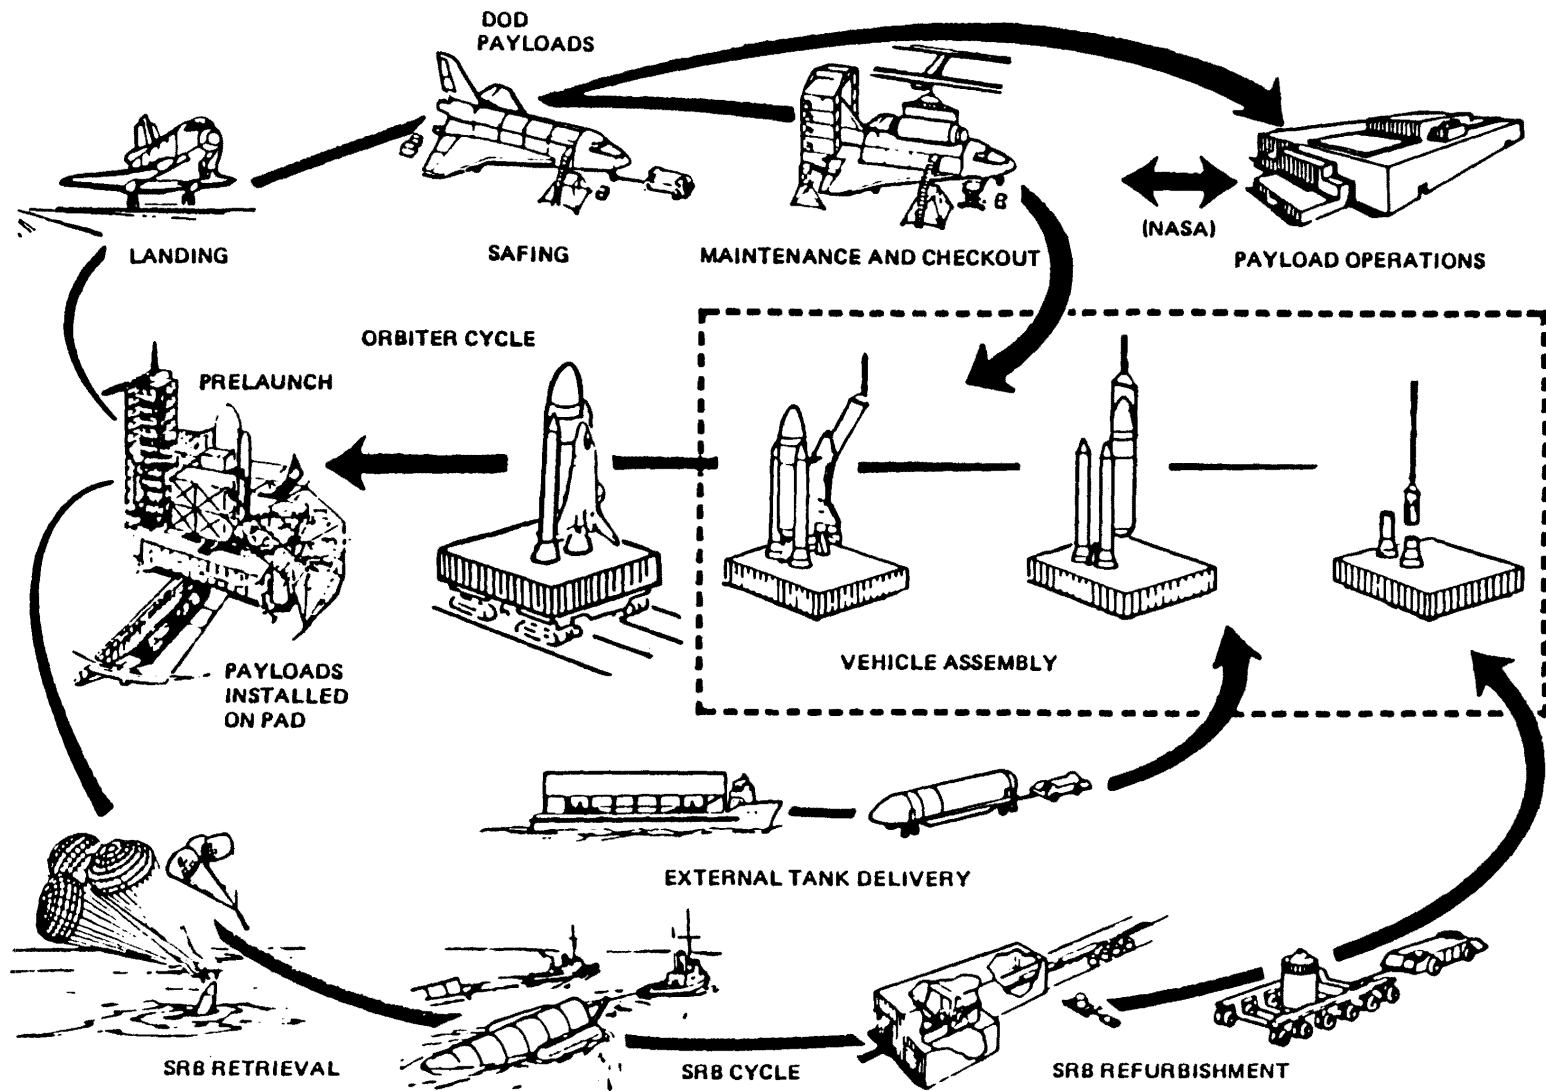 DOD
PAYLOADS
LANDING
SAFING
MAINTENANCE AND CHECKOUT
(NASA)
PAYLOAD OPERATIONS
ORBITER CYCLE
PRELAUNCH
PAYLOADS
INSTALLED
ON PAD
VEHICLE ASSEMBLY
EXTERNAL TANK DELIVERY
SRB RETRIEVAL
SRB CYCLE
SRB REFURBISHMENT